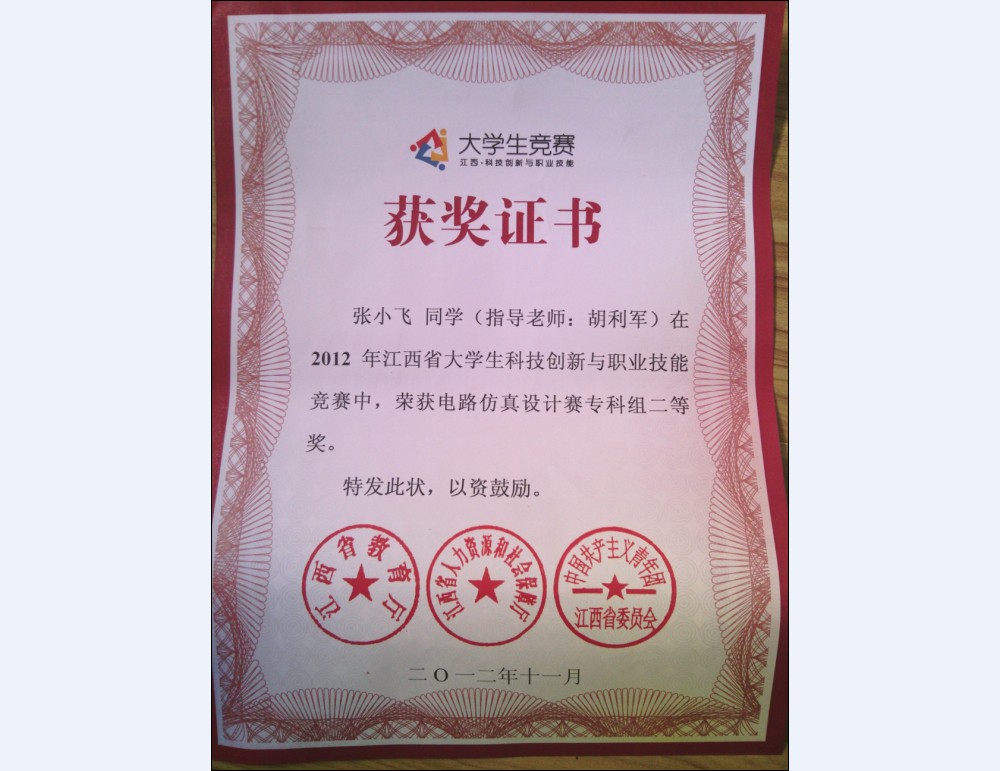 大学生竞赛
江西·科技创新与职业技能
获奖证书
张小飞 同学（指导老师：胡利军）在
2012 年江西省大学生科技创新与职业技能
竞赛中，荣获电路仿真设计赛专科组二等
奖。
特发此状，以资鼓励。
江西省教育厅
江西省人力资源和社会保障厅
中国共产主义青年团
江西省委员会
二O一二年十一月